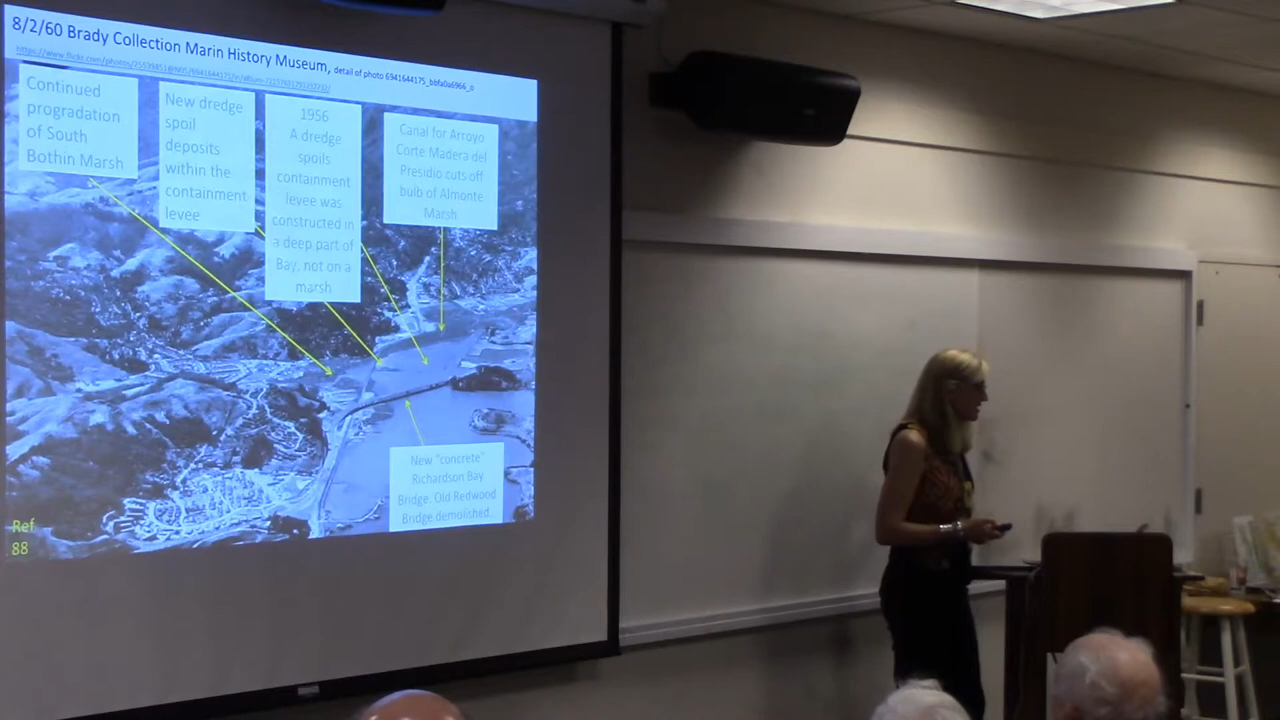 8/2/60 Brady Collection Marin History Museum, detail of photo 6941644175_bbfa0a6966_o
Continued
progradation
of South
Bothin Marsh
New dredge
spoil
deposits
within the
containment
levee
1956
A dredge
spoils
containment
levee was
constructed in
a deep part of
Bay, not on a
marsh
Canal for Arroyo
Corte Madera del
Presidio cuts off
bulb of Almonte
Marsh
New "concrete"
Richardson Bay
Bridge. Old Redwood
Bridge demolished.
Ref
88